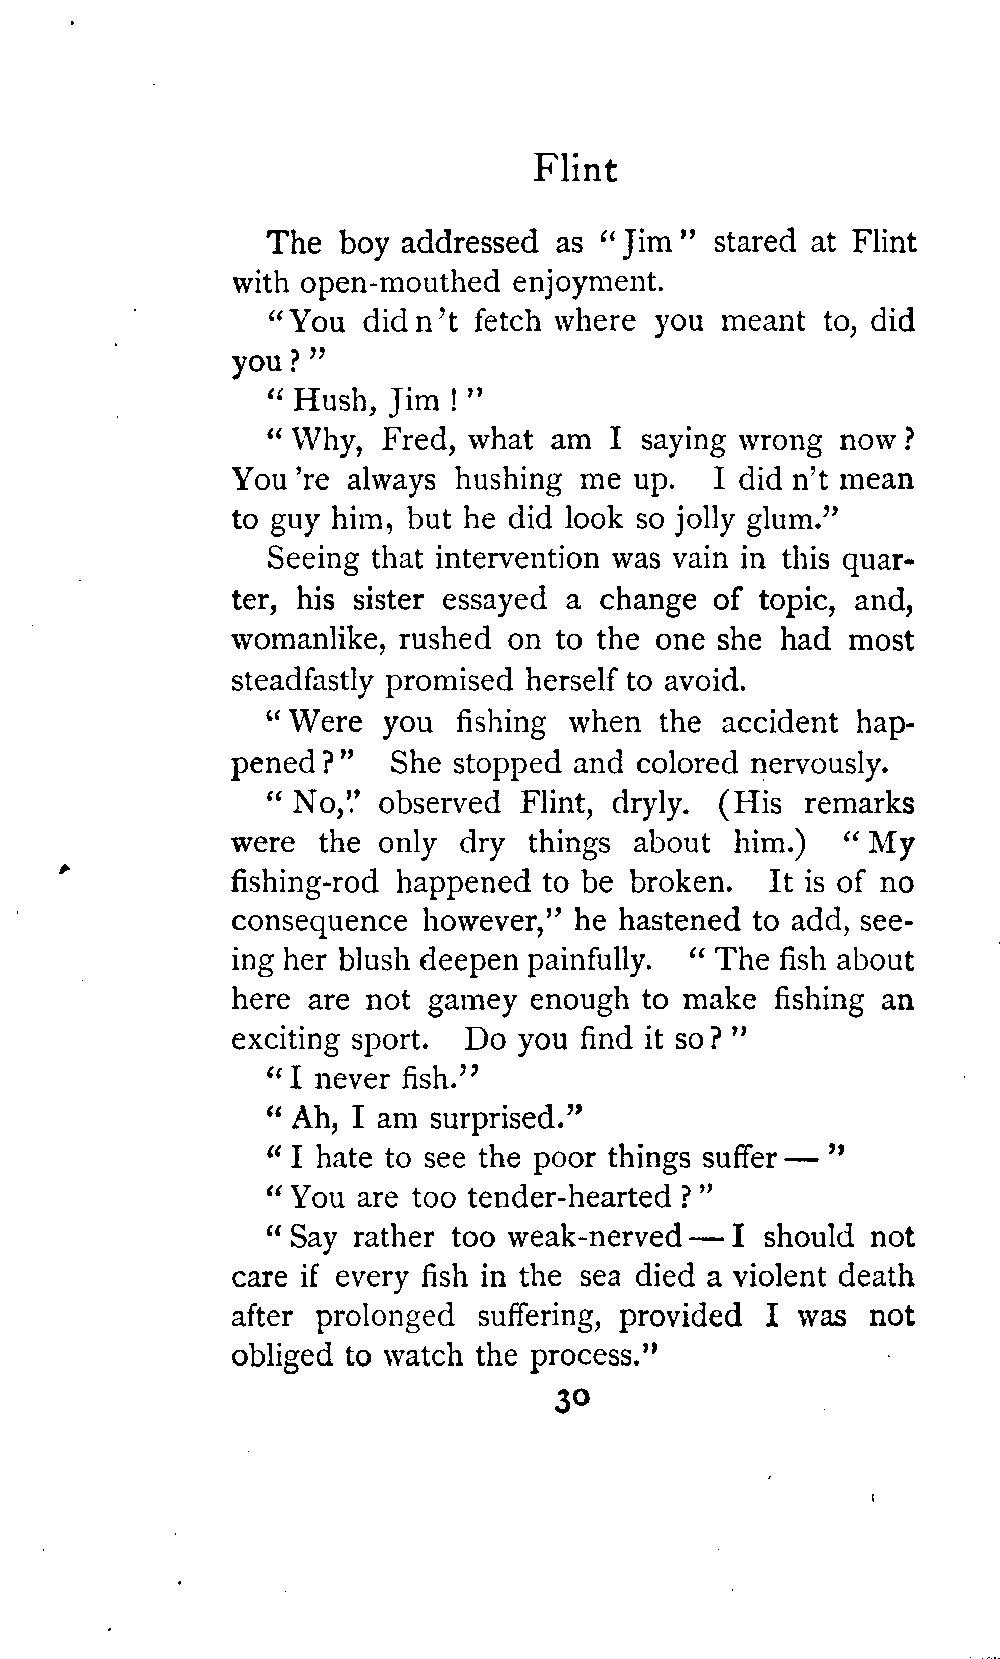 Flint
The boy addressed as "Jim" stared at Flint
with open-mouthed enjoyment.
"You did n't fetch where you meant to, did
you?"
"Hush, Jim!"
"Why, Fred, what am I saying wrong now?
You 're always hushing me up. I did n't mean
to guy him, but he did look so jolly glum."
Seeing that intervention was vain in this quar-
ter, his sister essayed a change of topic, and,
womanlike, rushed on to the one she had most
steadfastly promised herself to avoid.
"Were you fishing when the accident hap-
pened?" She stopped and colored nervously.
"No," observed Flint, dryly. (His remarks
were the only dry things about him.) "My
fishing-rod happened to be broken. It is of no
consequence however," he hastened to add, see-
ing her blush deepen painfully. "The fish about
here are not gamey enough to make fishing an
exciting sport. Do you find it so?"
"I never fish."
"Ah, I am surprised."
"I hate to see the poor things suffer—"
"You are too tender-hearted?"
"Say rather too weak-nerved—I should not
care if every fish in the sea died a violent death
after prolonged suffering, provided I was not
obliged to watch the process."
30